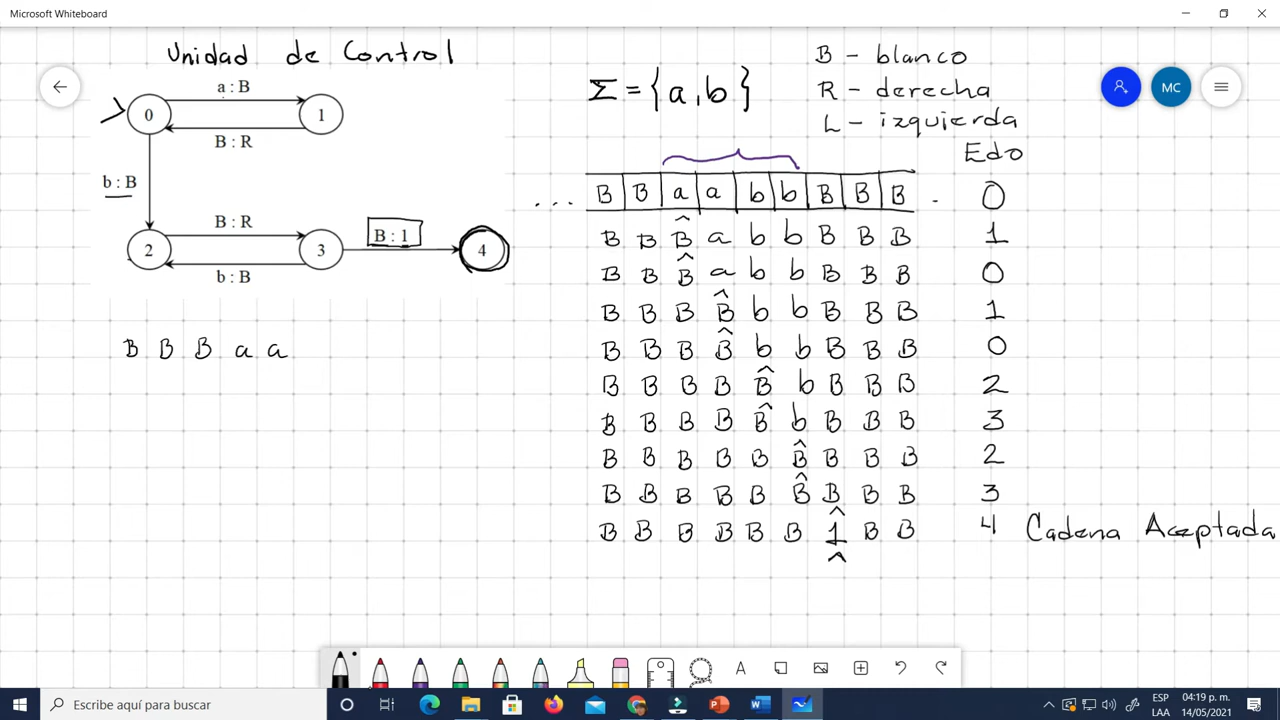 Microsoft Whiteboard
Unidad de Control
a : B
0
1
B : R
b : B
B : R
2
3
B : 1
4
b : B
B B B a a
Σ = {a, b}
B - blanco
R - derecha
L - izquierda
MC
Edo
... B B a a b b B B B . 0
B B B̂ a b b B B B 1
B B B̂ a b b B B B 0
B B B B̂ b b B B B 1
B B B B̂ b b B B B 0
B B B B B̂ b B B B 2
B B B B B̂ b B B B 3
B B B B B B̂ B B B 2
B B B B B B̂ B B B 3
B B B B B B 1̂ B B 4 Cadena Aceptada
^
Escribe aquí para buscar
ESP
LAA
04:19 p. m.
14/05/2021